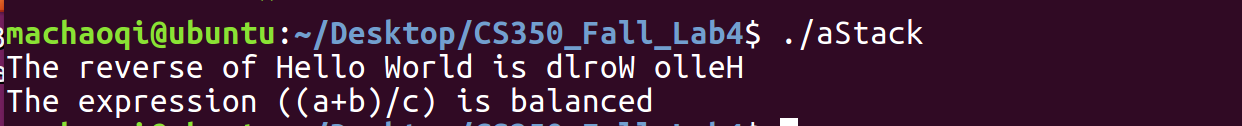 machaoqi@ubuntu:~/Desktop/CS350_Fall_Lab4$ ./aStack
The reverse of Hello World is dlroW olleH
The expression ((a+b)/c) is balanced